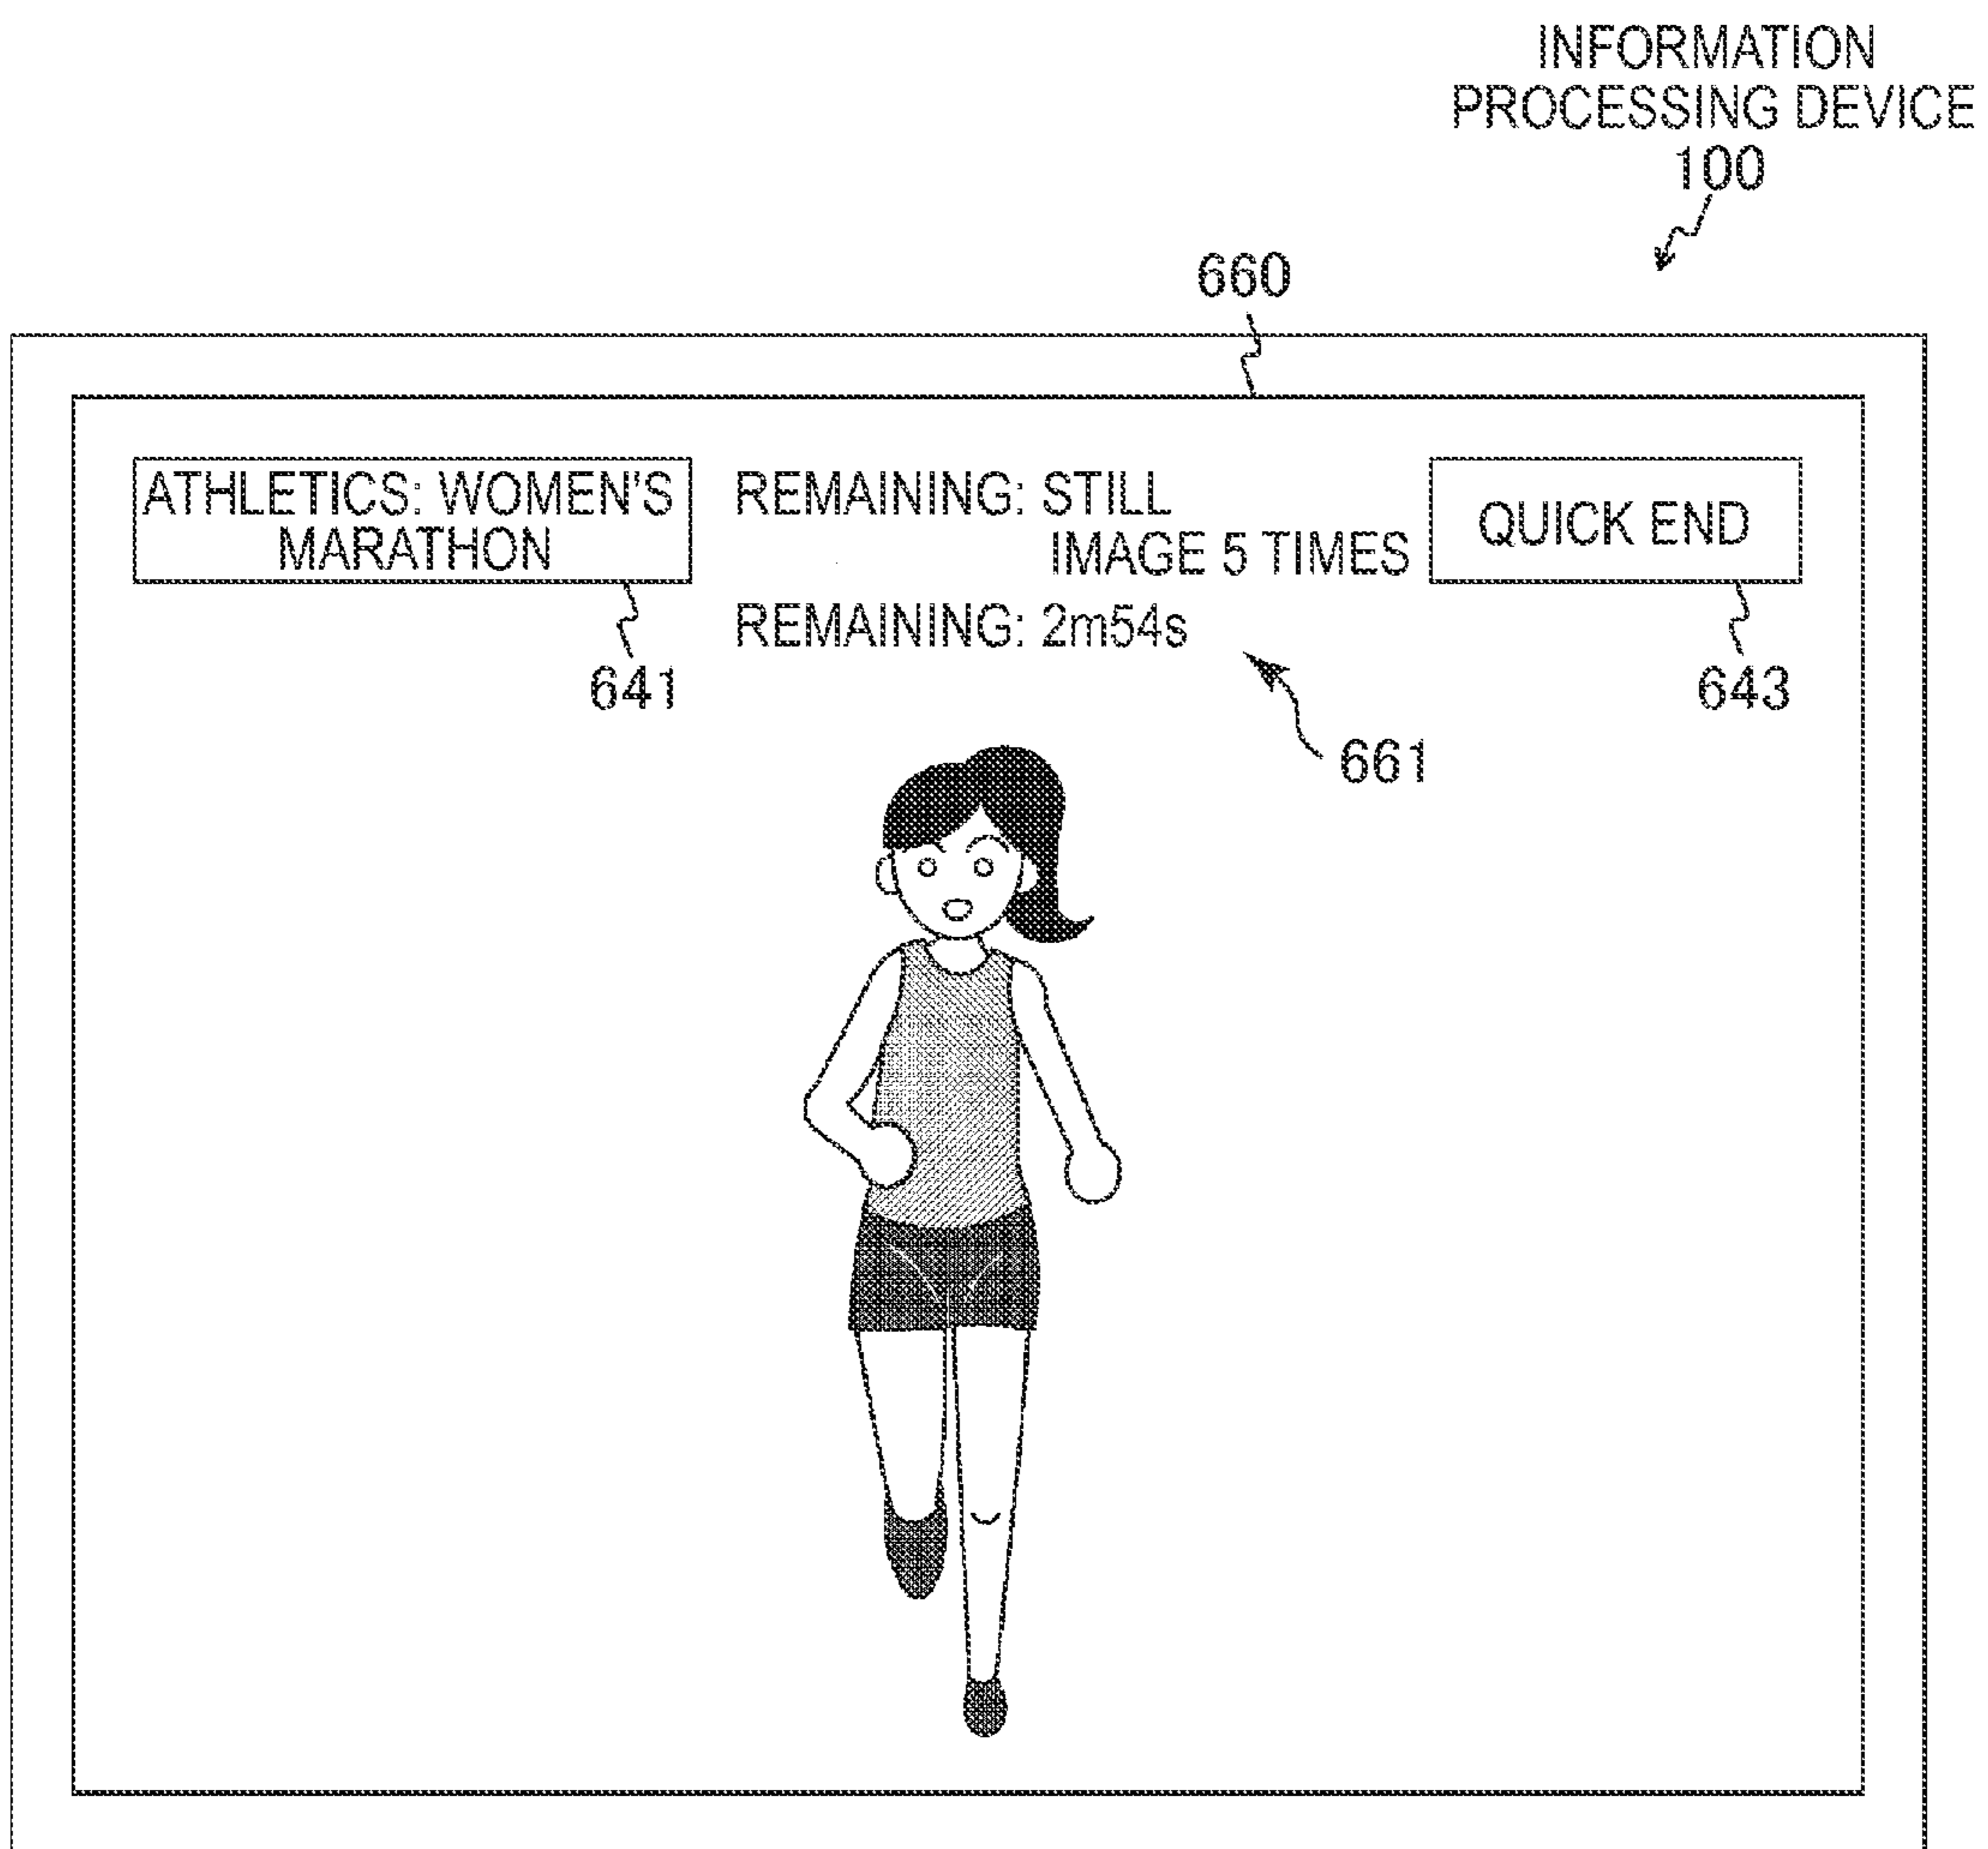 INFORMATION
PROCESSING DEVICE
100
660
ATHLETICS: WOMEN'S
MARATHON
REMAINING: STILL
IMAGE 5 TIMES
REMAINING: 2m54s
QUICK END
641
643
661